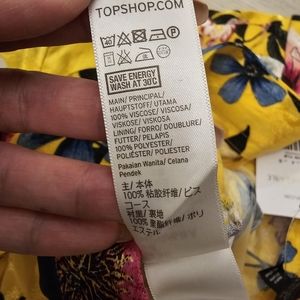 TOPSHOP.COM
SAVE ENERGY
WASH AT 30°C
MAIN/ PRINCIPAL/
HAUPTSTOFF/ UTAMA
100% VISCOSE/ VISCOSA/
VISKOSE/ VISKOSA
LINING/ FORRO/ DOUBLURE/
FUTTER/ PELAPIS
100% POLYESTER/
POLIÉSTER/ POLIESTER
Pakaian Wanita/ Celana
Pendek
主/ 本体
100% 粘胶纤维/ ビス
コース
衬/ 裏地
100% 聚酯纤维/ ポリ
エステル